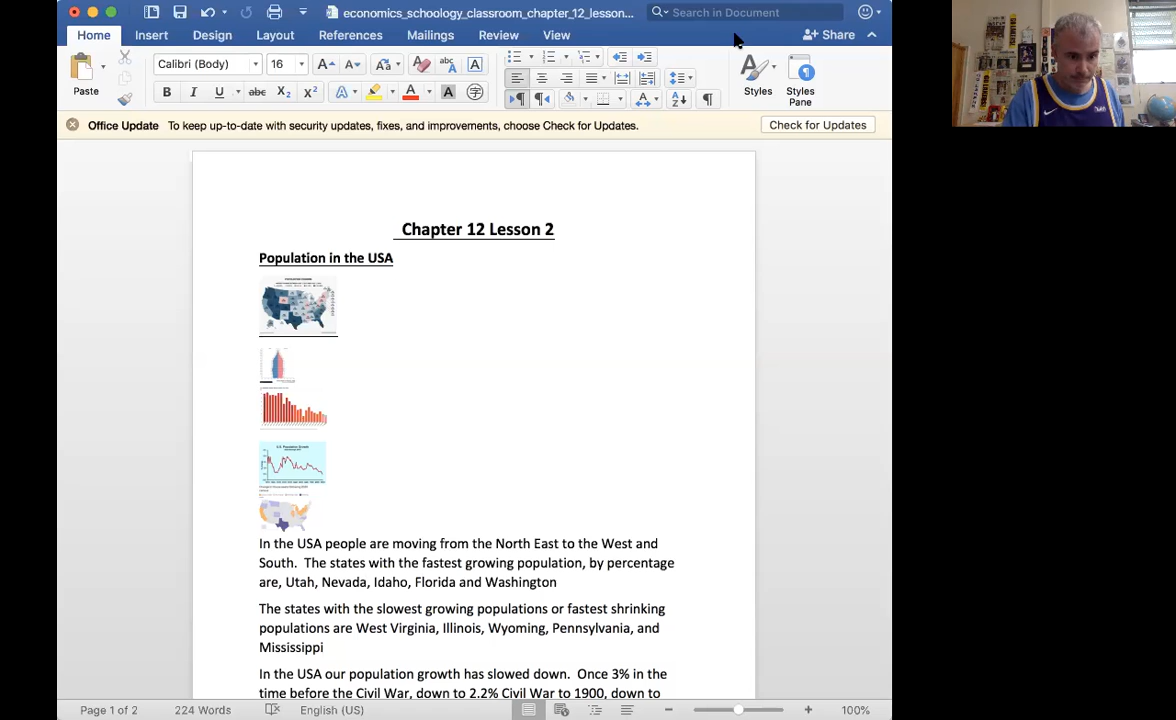 economics_schoology_classroom_chapter_12_lesson...
Search in Document
Home Insert Design Layout References Mailings Review View Share
Paste
Calibri (Body) 16
Styles
Styles Pane
Office Update To keep up-to-date with security updates, fixes, and improvements, choose Check for Updates. Check for Updates
Chapter 12 Lesson 2
Population in the USA
In the USA people are moving from the North East to the West and
South. The states with the fastest growing population, by percentage
are, Utah, Nevada, Idaho, Florida and Washington
The states with the slowest growing populations or fastest shrinking
populations are West Virginia, Illinois, Wyoming, Pennsylvania, and
Mississippi
In the USA our population growth has slowed down. Once 3% in the
time before the Civil War, down to 2.2% Civil War to 1900, down to
Page 1 of 2 224 Words English (US) 100%